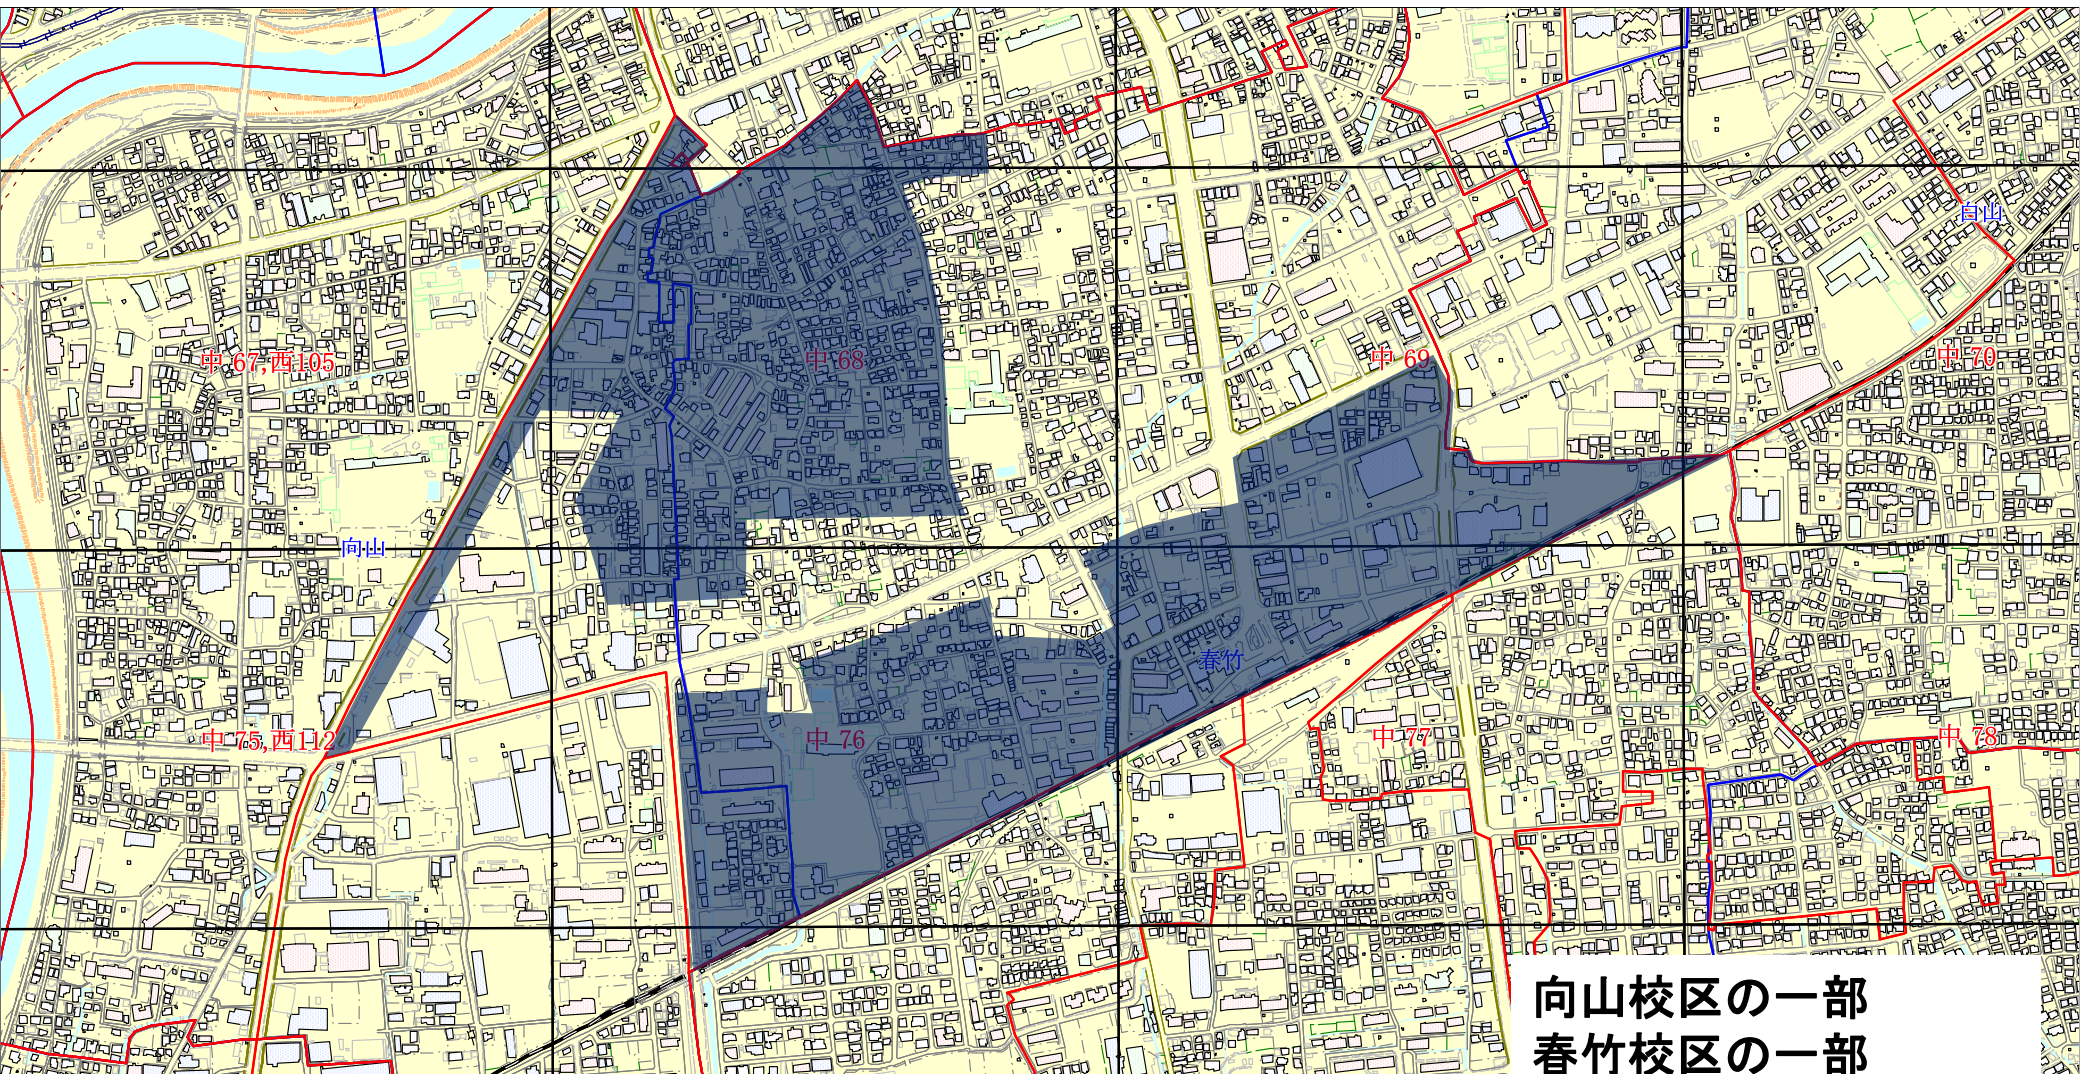 白山
中 67,西105
中 68
中 69
中 70
向山
春竹
中 75,西112
中 76
中 77
中 78
向山校区の一部
春竹校区の一部